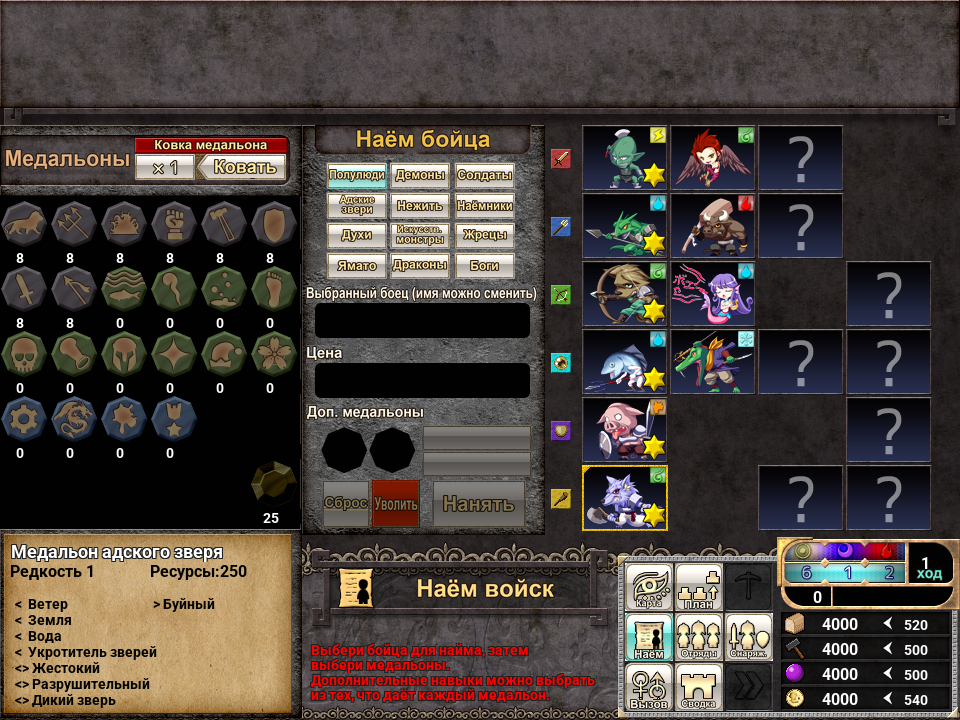 Медальоны
Ковка медальона
× 1
Ковать
8 8 8 8 8 8
8 8 0 0 0 0
0 0 0 0 0 0
0 0 0 0
25
Медальон адского зверя
Редкость 1 Ресурсы:250
< Ветер > Буйный
< Земля
< Вода
< Укротитель зверей
<> Жестокий
<> Разрушительный
<> Дикий зверь
Наём бойца
Полулюди Демоны Солдаты
Адские звери Нежить Наёмники
Духи Искусств. монстры Жрецы
Ямато Драконы Боги
Выбранный боец (имя можно сменить)
Цена
Доп. медальоны
Сброс Уволить Нанять
? 
?
?
? ?
?
? ?
Наём войск
Выбери бойца для найма, затем
выбери медальоны.
Дополнительные навыки можно выбрать
из тех, что даёт каждый медальон.
Карта План
Наём Отряды Снаряж.
Вызов Сводка
6 1 2
1
ход
0
4000 520
4000 500
4000 500
4000 540